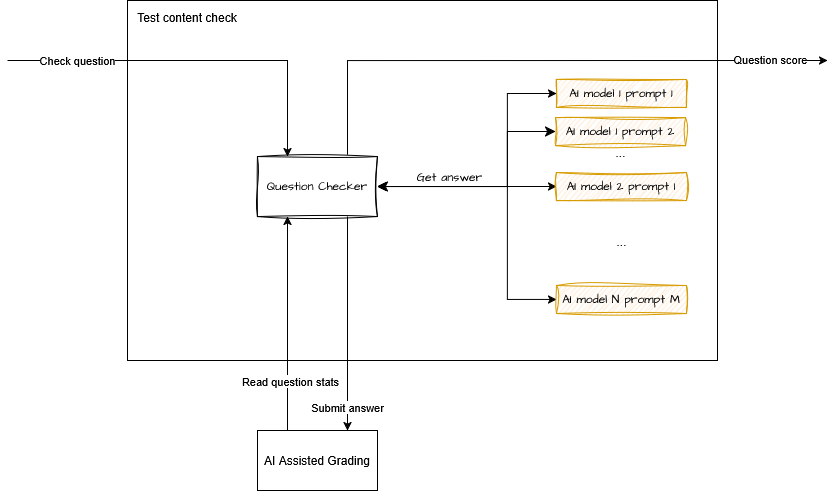 Test content check
Check question
Question score
AI model 1 prompt 1
AI model 1 prompt 2
...
Question Checker
Get answer
AI model 2 prompt 1
...
AI model N prompt M
Read question stats
Submit answer
AI Assisted Grading